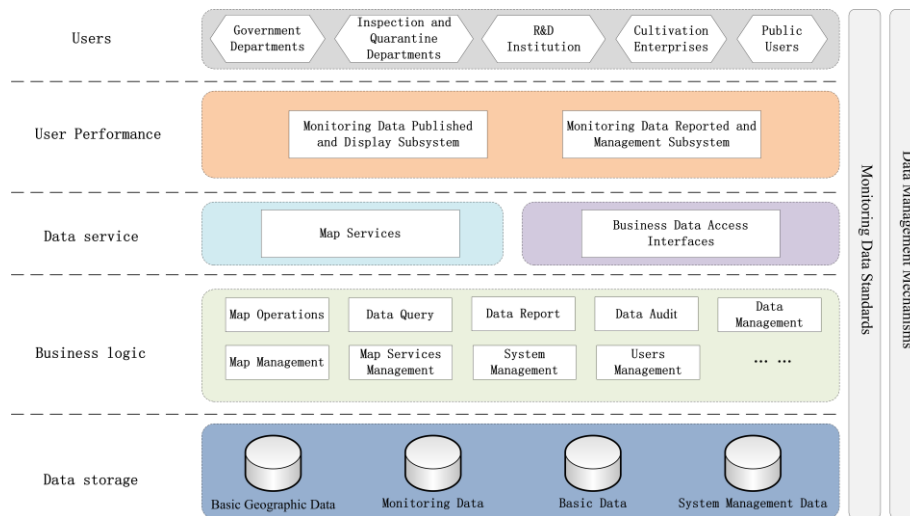 Users
Government
Departments
Inspection and
Quarantine
Departments
R&D
Institution
Cultivation
Enterprises
Public
Users
User Performance
Monitoring Data Published
and Display Subsystem
Monitoring Data Reported and
Management Subsystem
Data service
Map Services
Business Data Access
Interfaces
Business logic
Map Operations
Data Query
Data Report
Data Audit
Data
Management
Map Management
Map Services
Management
System
Management
Users
Management
... ...
Data storage
Basic Geographic Data
Monitoring Data
Basic Data
System Management Data
Monitoring Data Standards
Data Management Mechanisms